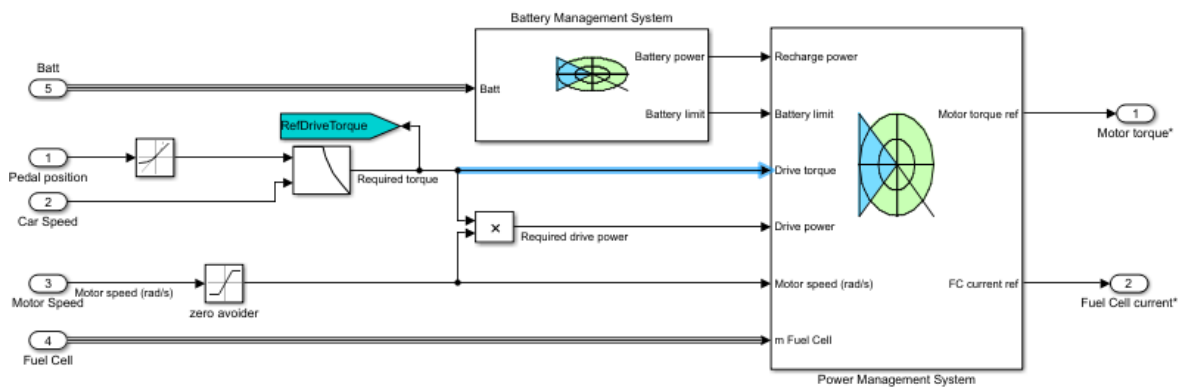 Battery Management System
Batt
5
Batt
Battery power
Battery limit
Recharge power
Battery limit
Motor torque ref
1
Motor torque*
RefDriveTorque
1
Pedal position
2
Car Speed
Required torque
Drive torque
×
Required drive power
Drive power
3
Motor Speed
Motor speed (rad/s)
zero avoider
Motor speed (rad/s)
FC current ref
2
Fuel Cell current*
4
Fuel Cell
m Fuel Cell
Power Management System